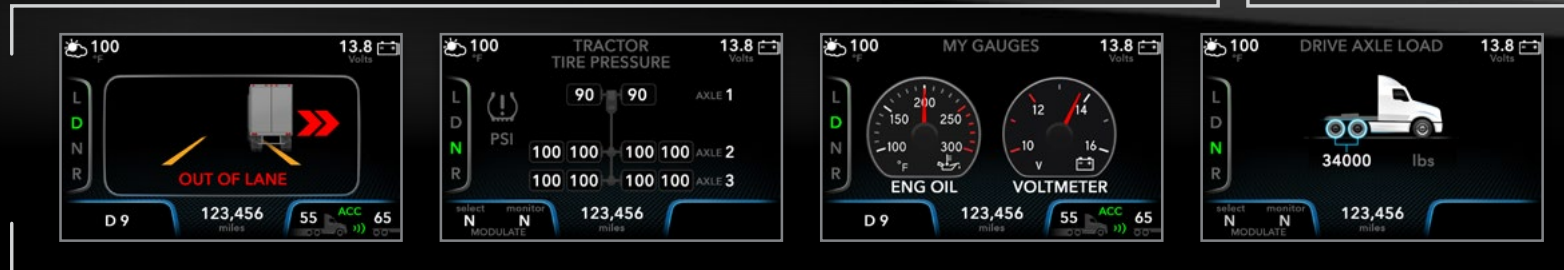 100 13.8
°F Volts
L
D
N
R
OUT OF LANE
D 9 123,456 55 ACC 65
miles
100 TRACTOR 13.8
°F TIRE PRESSURE Volts
L
D
N
R
PSI
90 90 AXLE 1
100 100 100 100 AXLE 2
100 100 100 100 AXLE 3
select monitor
N N 123,456
MODULATE miles
100 MY GAUGES 13.8
°F Volts
L
D
N
R
100 150 200 250 300
°F
ENG OIL
10 12 14 16
V
VOLTMETER
D 9 123,456 55 ACC 65
miles
100 DRIVE AXLE LOAD 13.8
°F Volts
L
D
N
R
34000 lbs
select monitor
N N 123,456
MODULATE miles